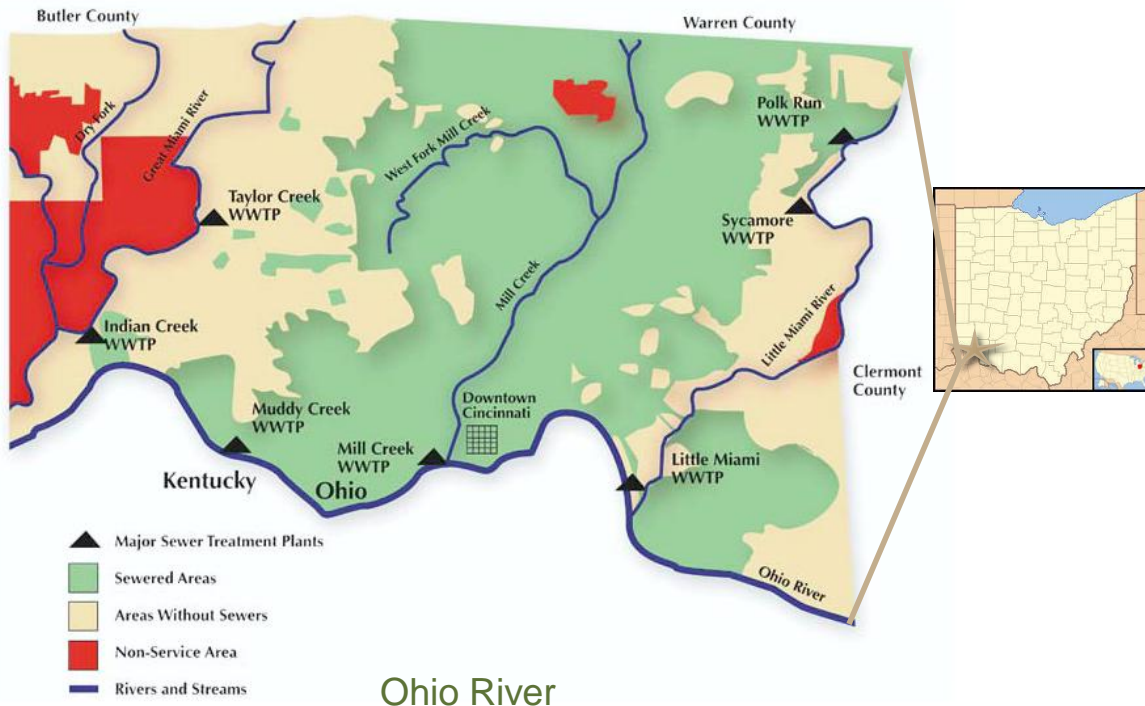 Butler County
Warren County
Dry Fork
Great Miami River
West Fork Mill Creek
Polk Run
WWTP
Taylor Creek
WWTP
Sycamore
WWTP
Mill Creek
Little Miami River
Indian Creek
WWTP
Clermont
County
Downtown
Cincinnati
Muddy Creek
WWTP
Mill Creek
WWTP
Little Miami
WWTP
Kentucky
Ohio
Ohio River
Major Sewer Treatment Plants
Sewered Areas
Areas Without Sewers
Non-Service Area
Rivers and Streams
Ohio River